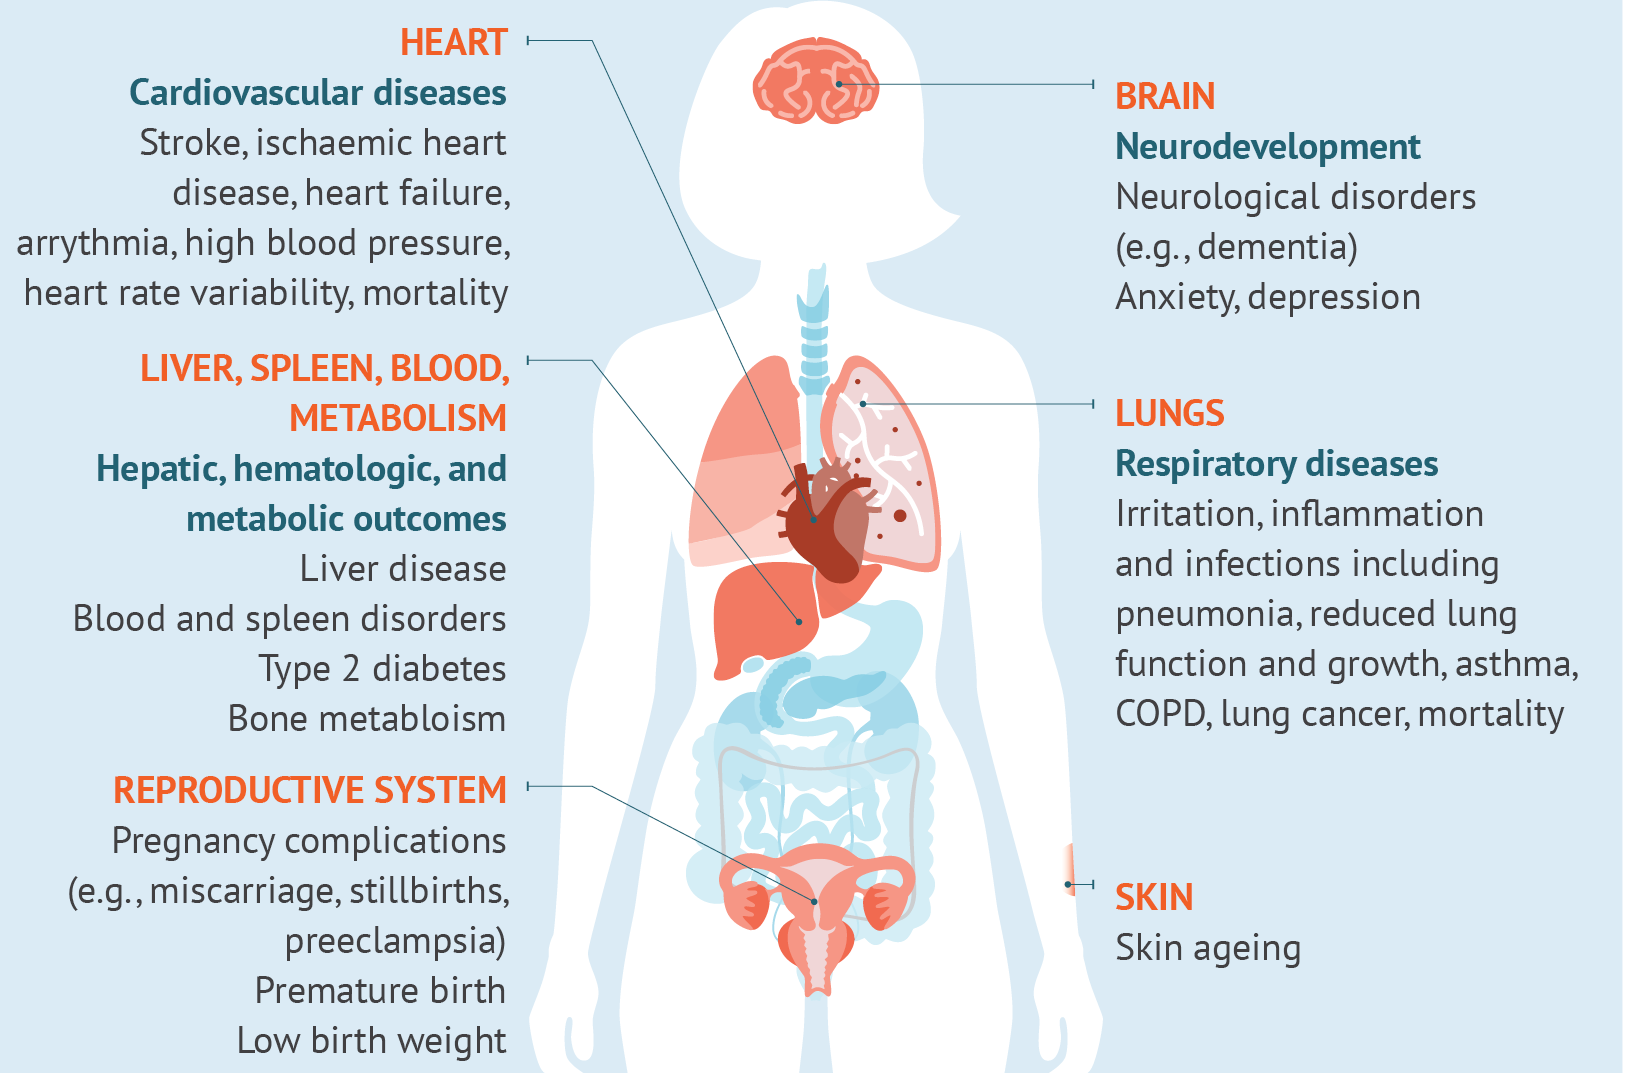 HEART
Cardiovascular diseases
Stroke, ischaemic heart
disease, heart failure,
arrythmia, high blood pressure,
heart rate variability, mortality
LIVER, SPLEEN, BLOOD,
METABOLISM
Hepatic, hematologic, and
metabolic outcomes
Liver disease
Blood and spleen disorders
Type 2 diabetes
Bone metabloism
REPRODUCTIVE SYSTEM
Pregnancy complications
(e.g., miscarriage, stillbirths,
preeclampsia)
Premature birth
Low birth weight
BRAIN
Neurodevelopment
Neurological disorders
(e.g., dementia)
Anxiety, depression
LUNGS
Respiratory diseases
Irritation, inflammation
and infections including
pneumonia, reduced lung
function and growth, asthma,
COPD, lung cancer, mortality
SKIN
Skin ageing